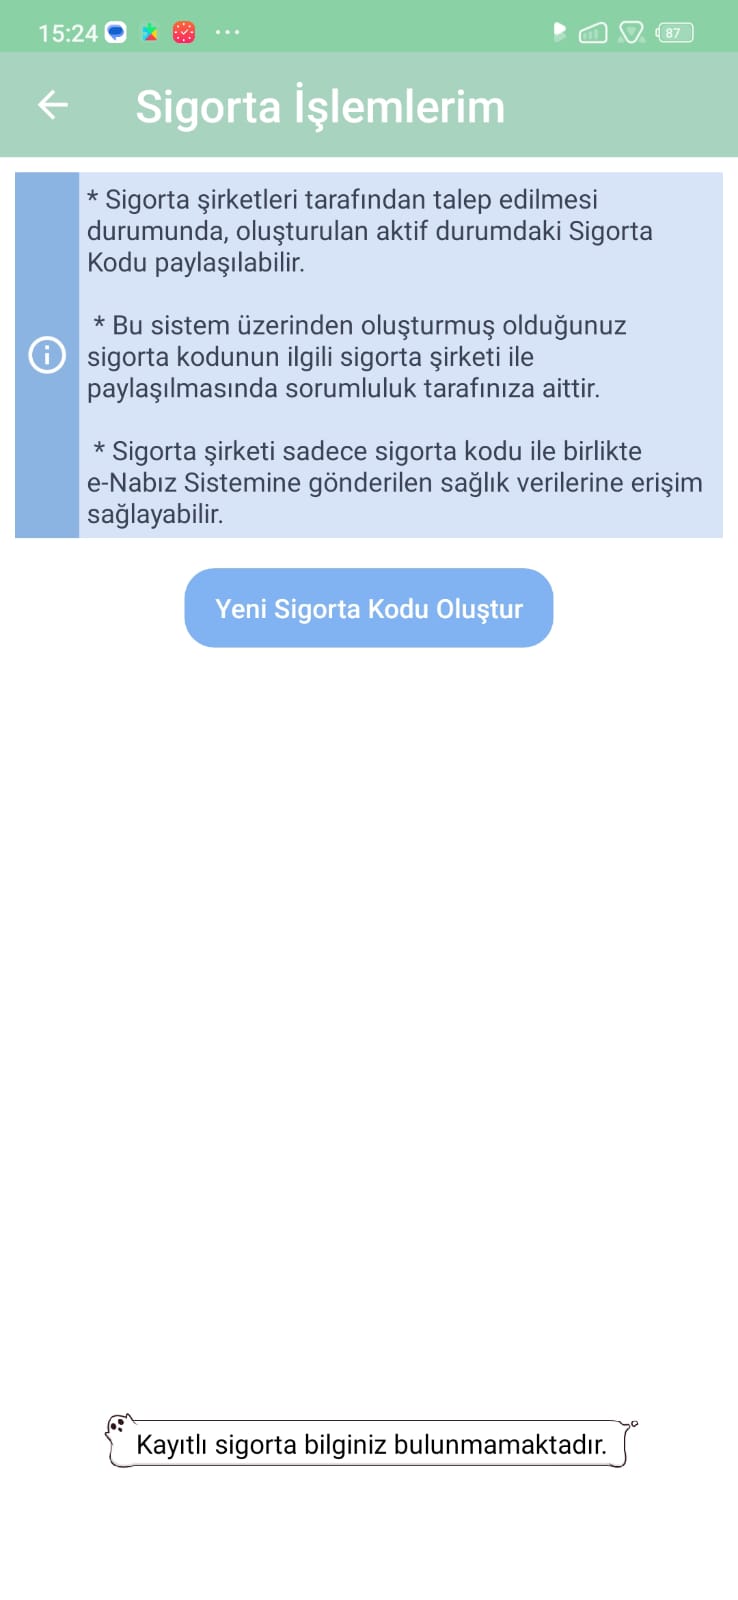 15:24
87
Sigorta İşlemlerim
* Sigorta şirketleri tarafından talep edilmesi
durumunda, oluşturulan aktif durumdaki Sigorta
Kodu paylaşılabilir.
* Bu sistem üzerinden oluşturmuş olduğunuz
sigorta kodunun ilgili sigorta şirketi ile
paylaşılmasında sorumluluk tarafınıza aittir.
* Sigorta şirketi sadece sigorta kodu ile birlikte
e-Nabız Sistemine gönderilen sağlık verilerine erişim
sağlayabilir.
Yeni Sigorta Kodu Oluştur
Kayıtlı sigorta bilginiz bulunmamaktadır.